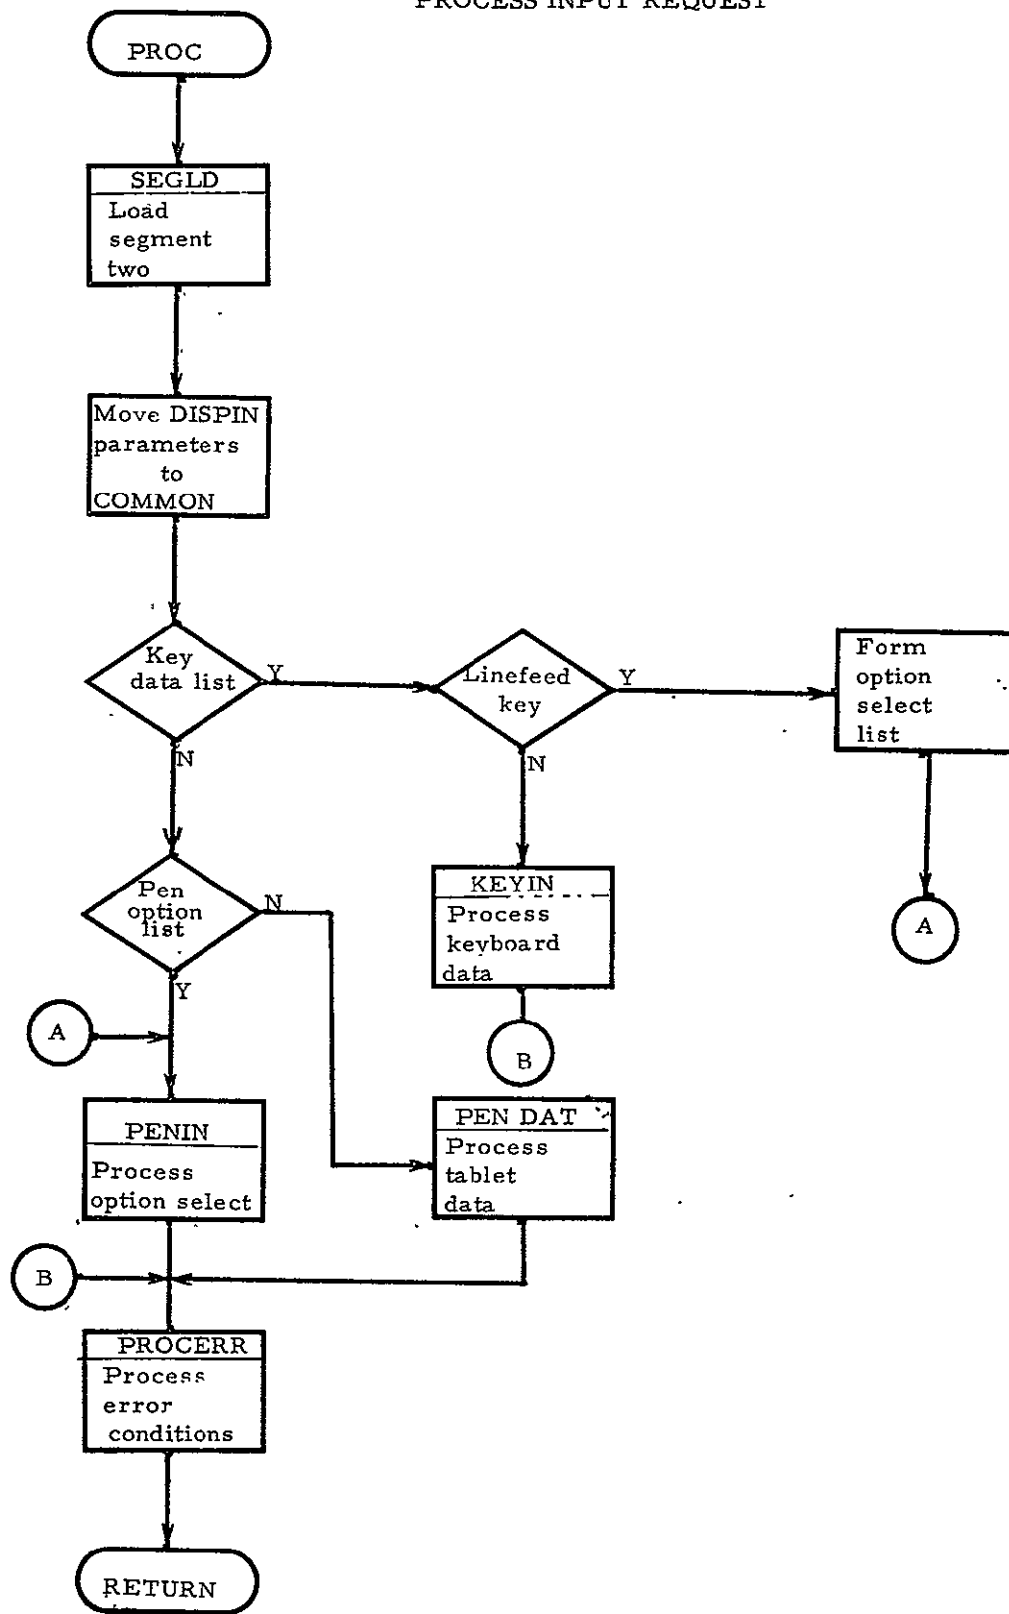 PROCESS INPUT REQUEST
PROC
SEGLD
Load
segment
two
Move DISPIN
parameters
to
COMMON
Key
data list
Y
N
Linefeed
key
Y
N
Form
option
select
list
A
Pen
option
list
N
Y
KEYIN
Process
keyboard
data
B
A
PENIN
Process
option select
PEN DAT
Process
tablet
data
B
PROCERR
Process
error
conditions
RETURN